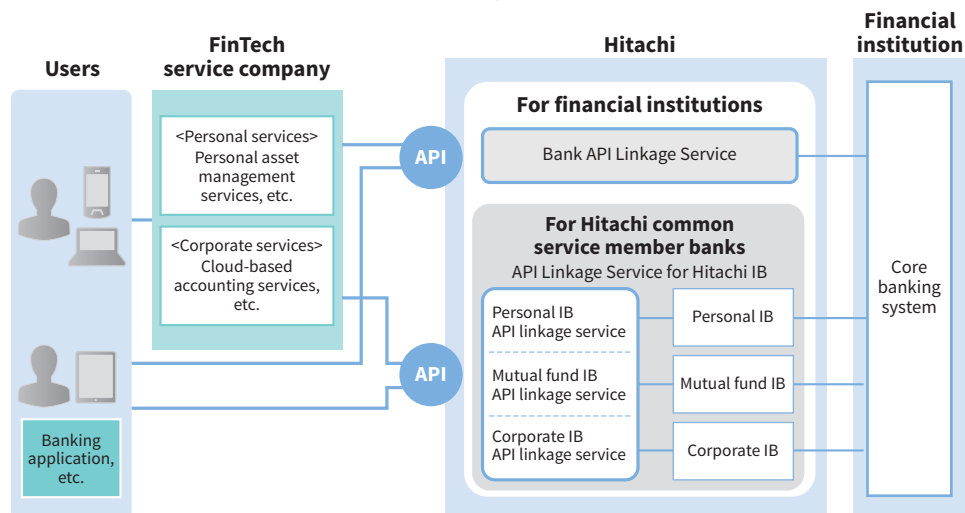 Users
FinTech
service company
Hitachi
Financial
institution
<Personal services>
Personal asset
management
services, etc.
<Corporate services>
Cloud-based
accounting services,
etc.
Banking
application,
etc.
API
API
For financial institutions
Bank API Linkage Service
For Hitachi common
service member banks
API Linkage Service for Hitachi IB
Personal IB
API linkage service
Personal IB
Mutual fund IB
API linkage service
Mutual fund IB
Corporate IB
API linkage service
Corporate IB
Core
banking
system